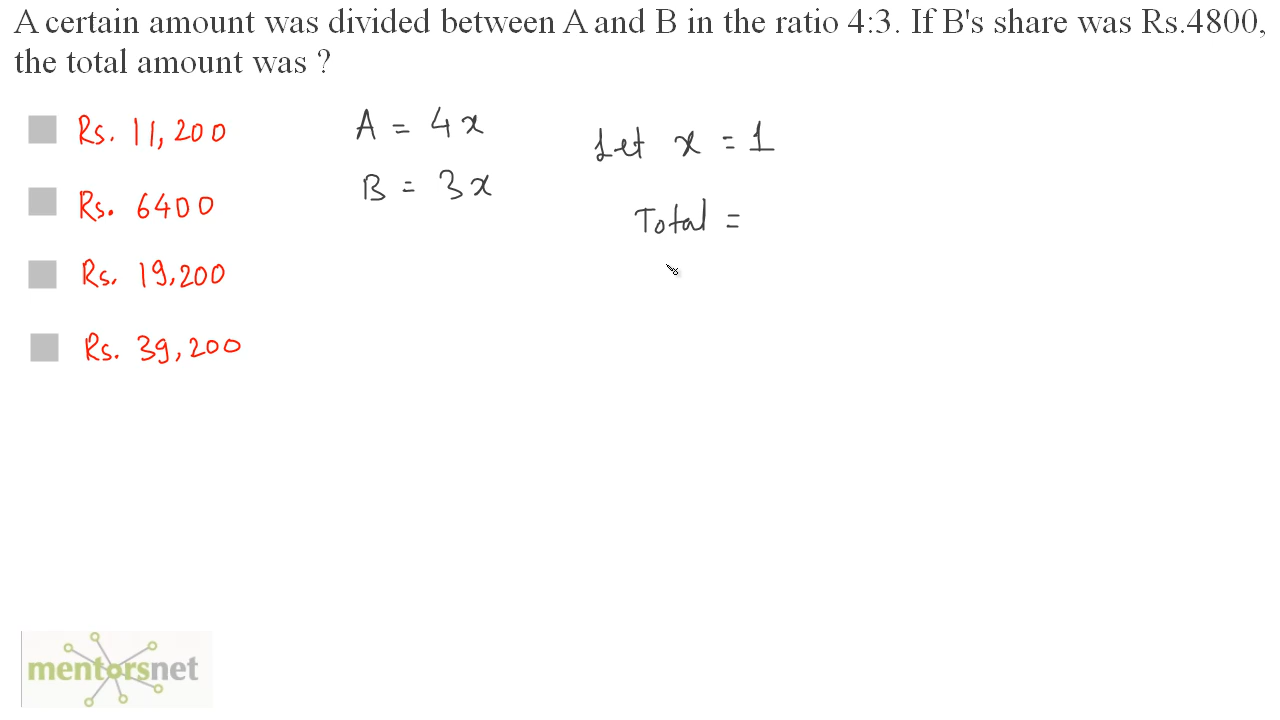 A certain amount was divided between A and B in the ratio 4:3. If B's share was Rs.4800,
the total amount was ?
Rs. 11,200
Rs. 6400
Rs. 19,200
Rs. 39,200
A = 4x
B = 3x
Let x = 1
Total =
mentorsnet